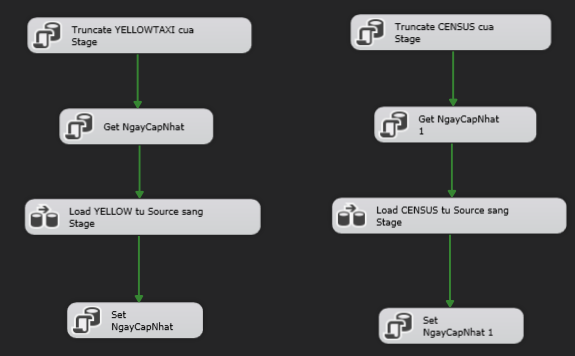 Truncate YELLOWTAXI cua
Stage
Get NgayCapNhat
Load YELLOW tu Source sang
Stage
Set
NgayCapNhat
Truncate CENSUS cua
Stage
Get NgayCapNhat
1
Load CENSUS tu Source sang
Stage
Set
NgayCapNhat 1